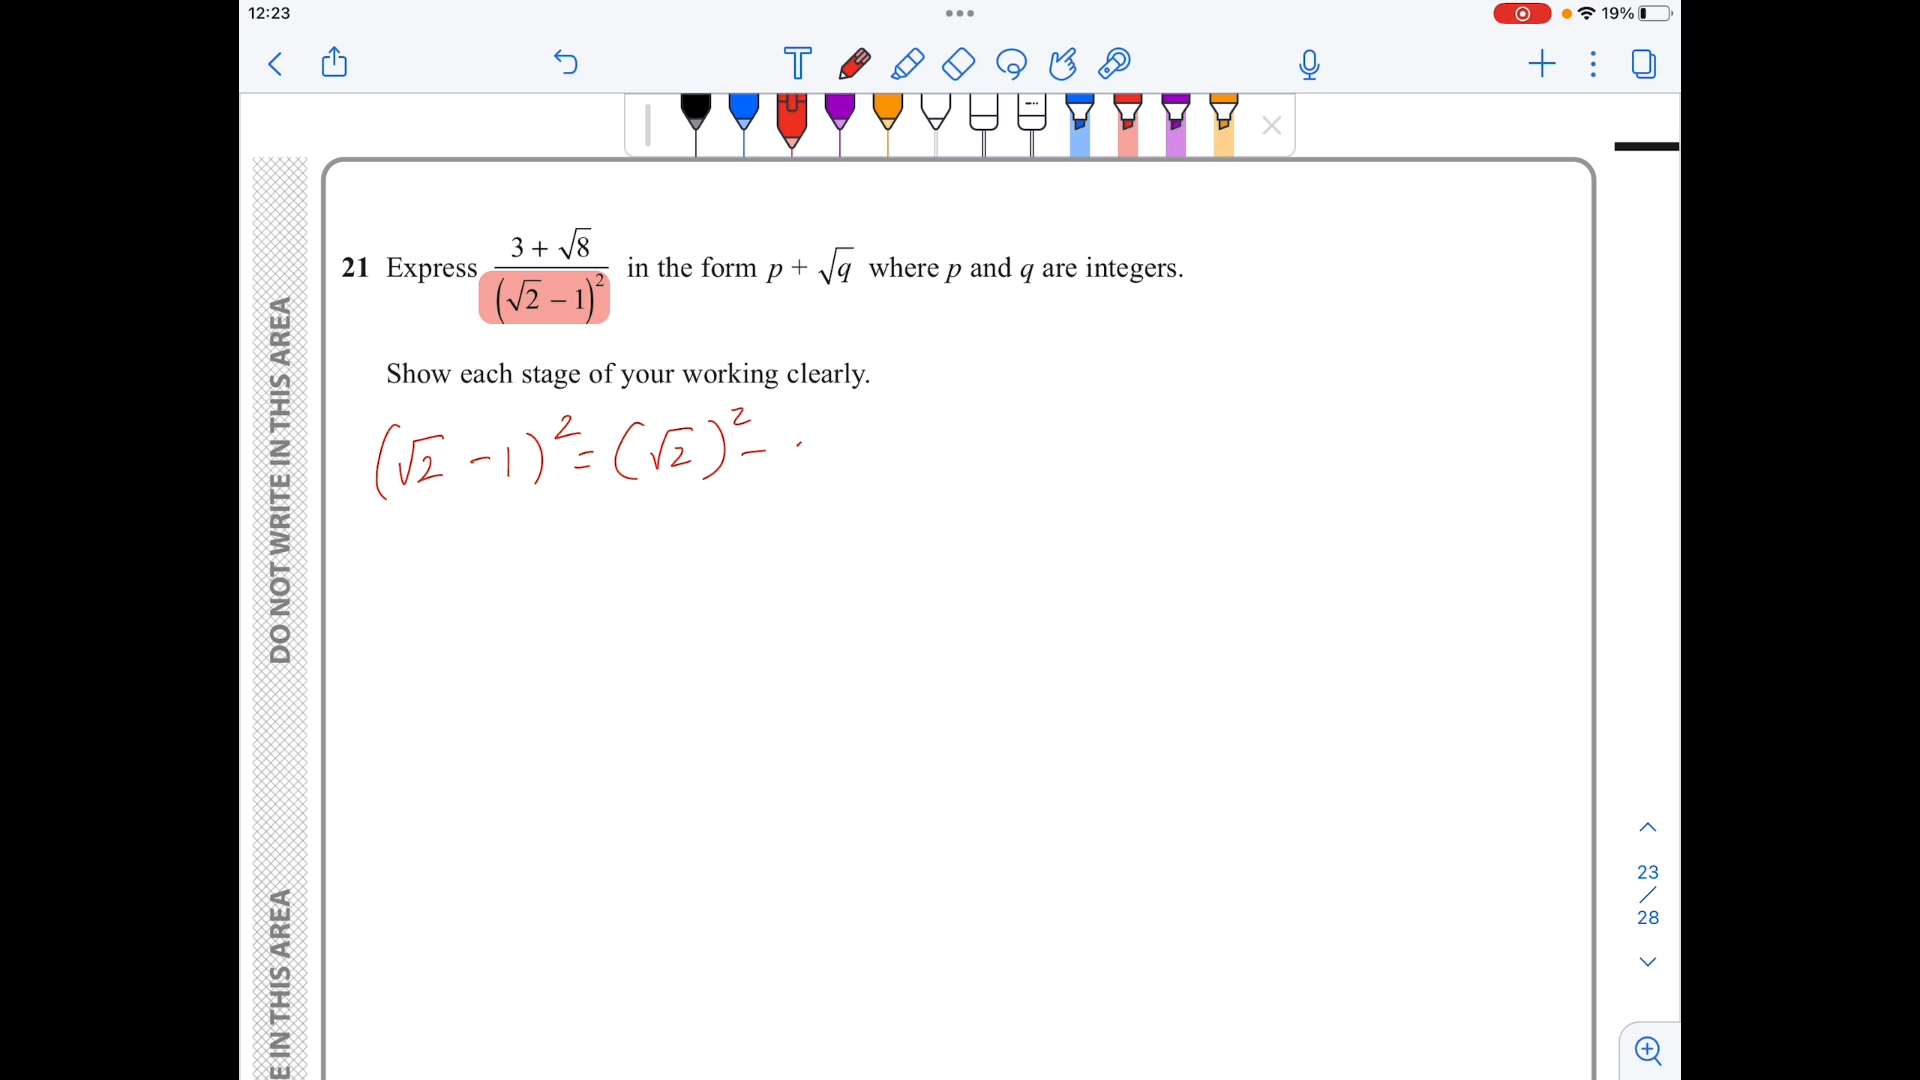 12:23
19%
21 Express (3 + √8)/(√2 – 1)² in the form p + √q where p and q are integers.
Show each stage of your working clearly.
(√2 - 1)² = (√2)² -
DO NOT WRITE IN THIS AREA
E IN THIS AREA
23
/
28